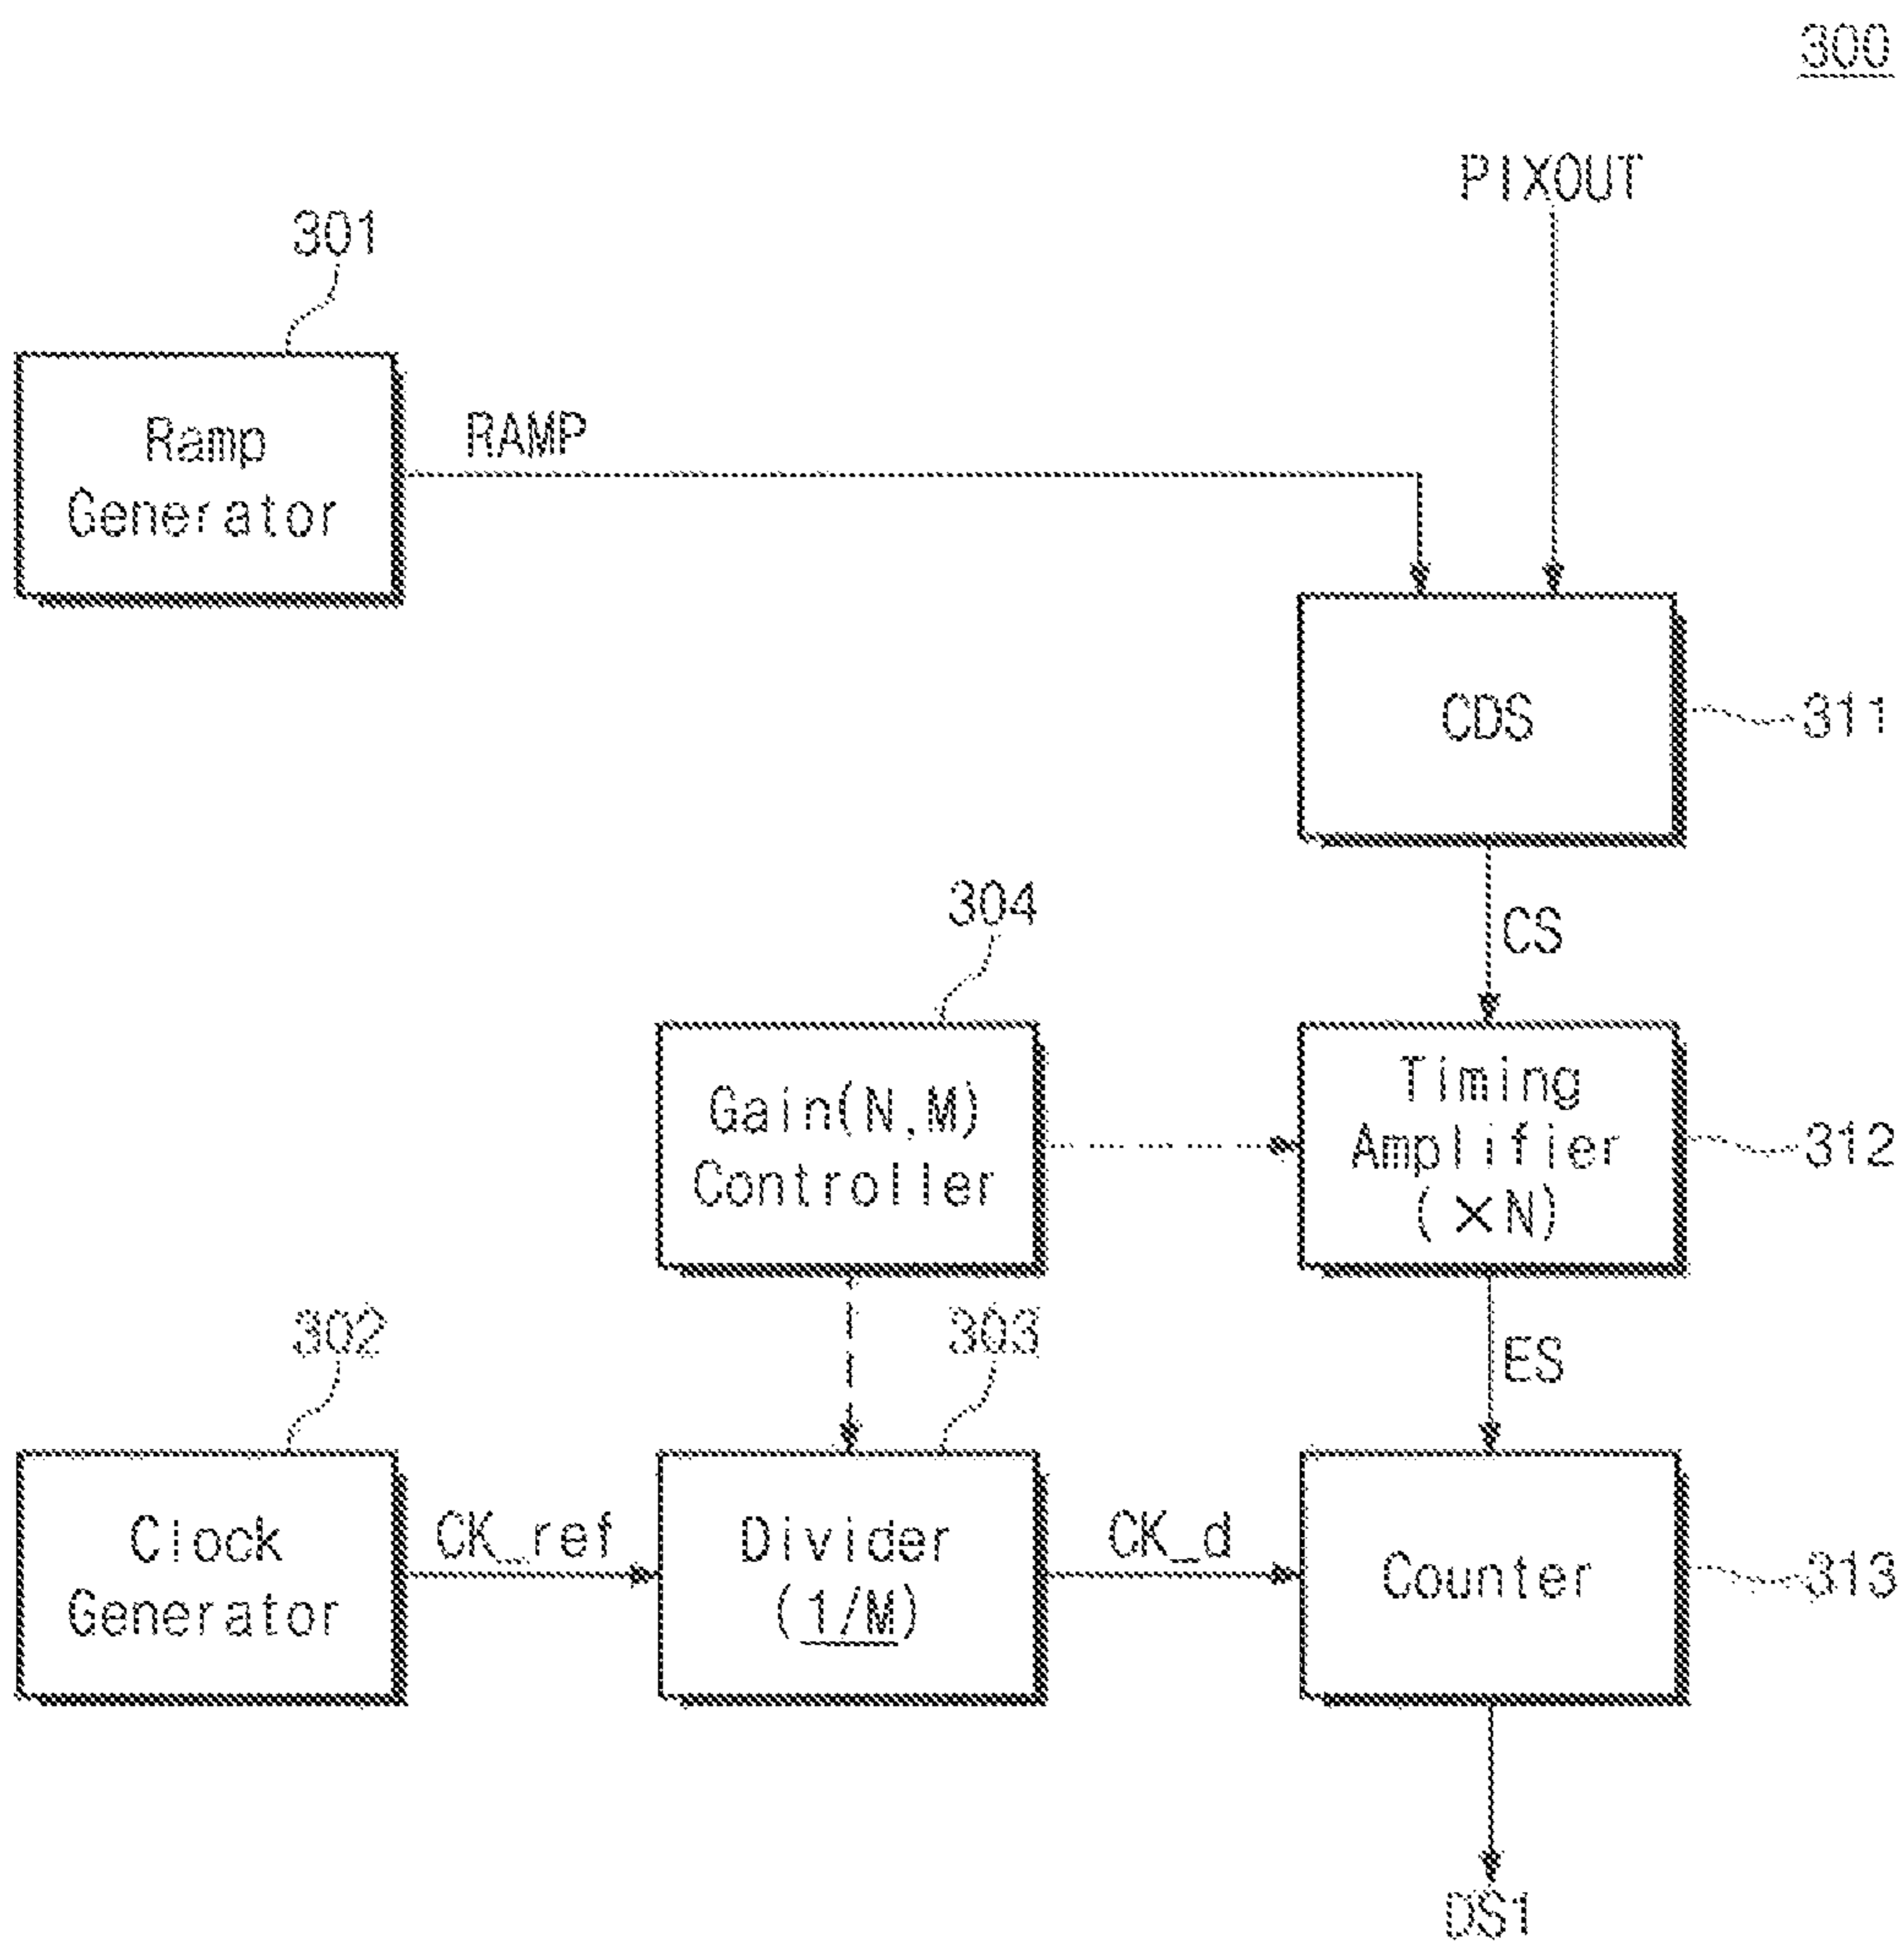 300
PIXOUT
301
Ramp
Generator
RAMP
CDS
311
CS
304
Gain(N,M)
Controller
Timing
Amplifier
(×N)
312
302
303
ES
Clock
Generator
CK_ref
Divider
(1/M)
CK_d
Counter
313
DS1